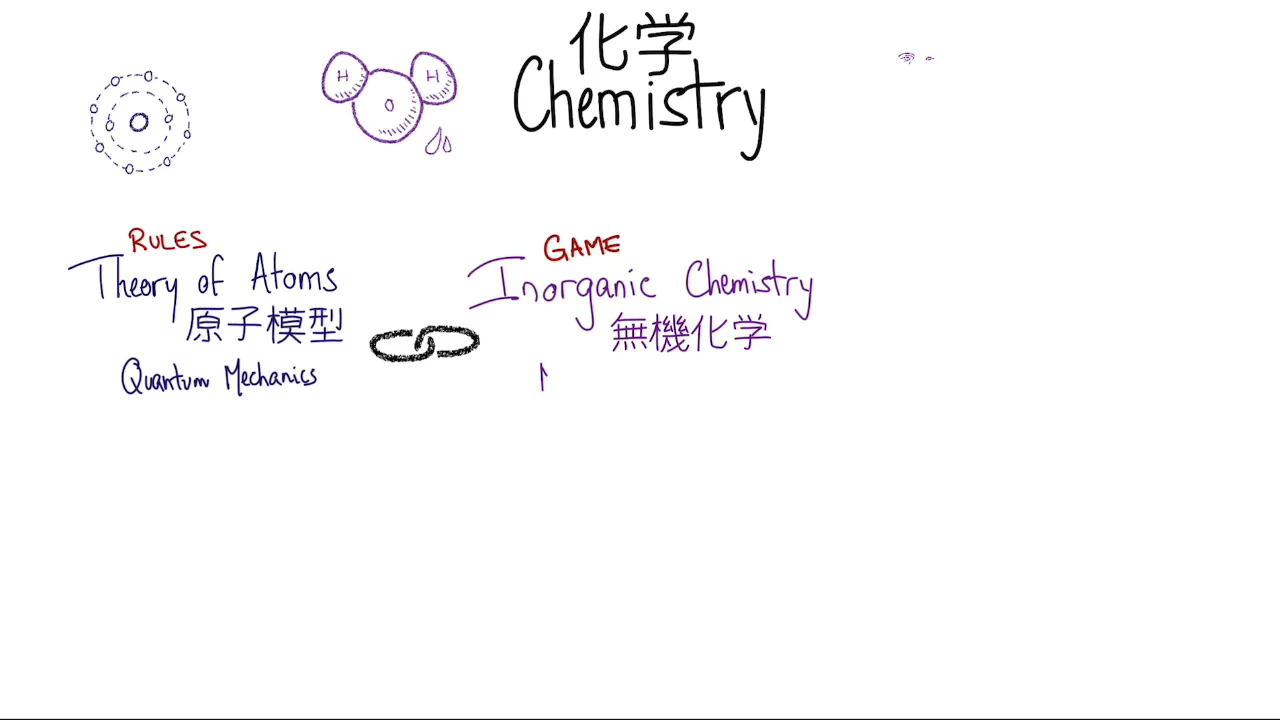 化学
Chemistry
H
H
O
RULES
Theory of Atoms
原子模型
Quantum Mechanics
GAME
Inorganic Chemistry
無機化学